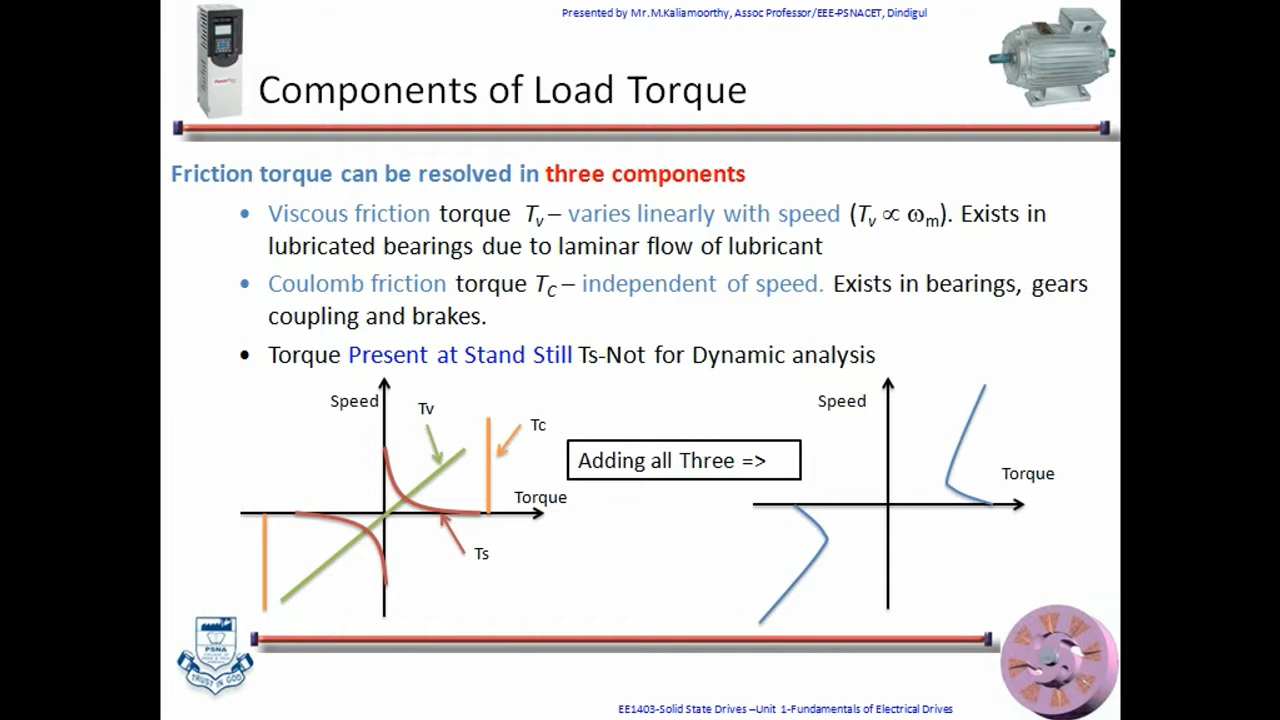 Presented by Mr.M.Kaliamoorthy, Assoc Professor/EEE-PSNACET, Dindigul
Components of Load Torque
Friction torque can be resolved in three components
• Viscous friction torque Tv – varies linearly with speed (Tv ∝ ωm). Exists in
lubricated bearings due to laminar flow of lubricant
• Coulomb friction torque TC – independent of speed. Exists in bearings, gears
coupling and brakes.
• Torque Present at Stand Still Ts-Not for Dynamic analysis
Speed
Tv
Tc
Torque
Ts
Adding all Three =>
Speed
Torque
PSNA
TRUST IN GOD
EE1403-Solid State Drives –Unit 1-Fundamentals of Electrical Drives